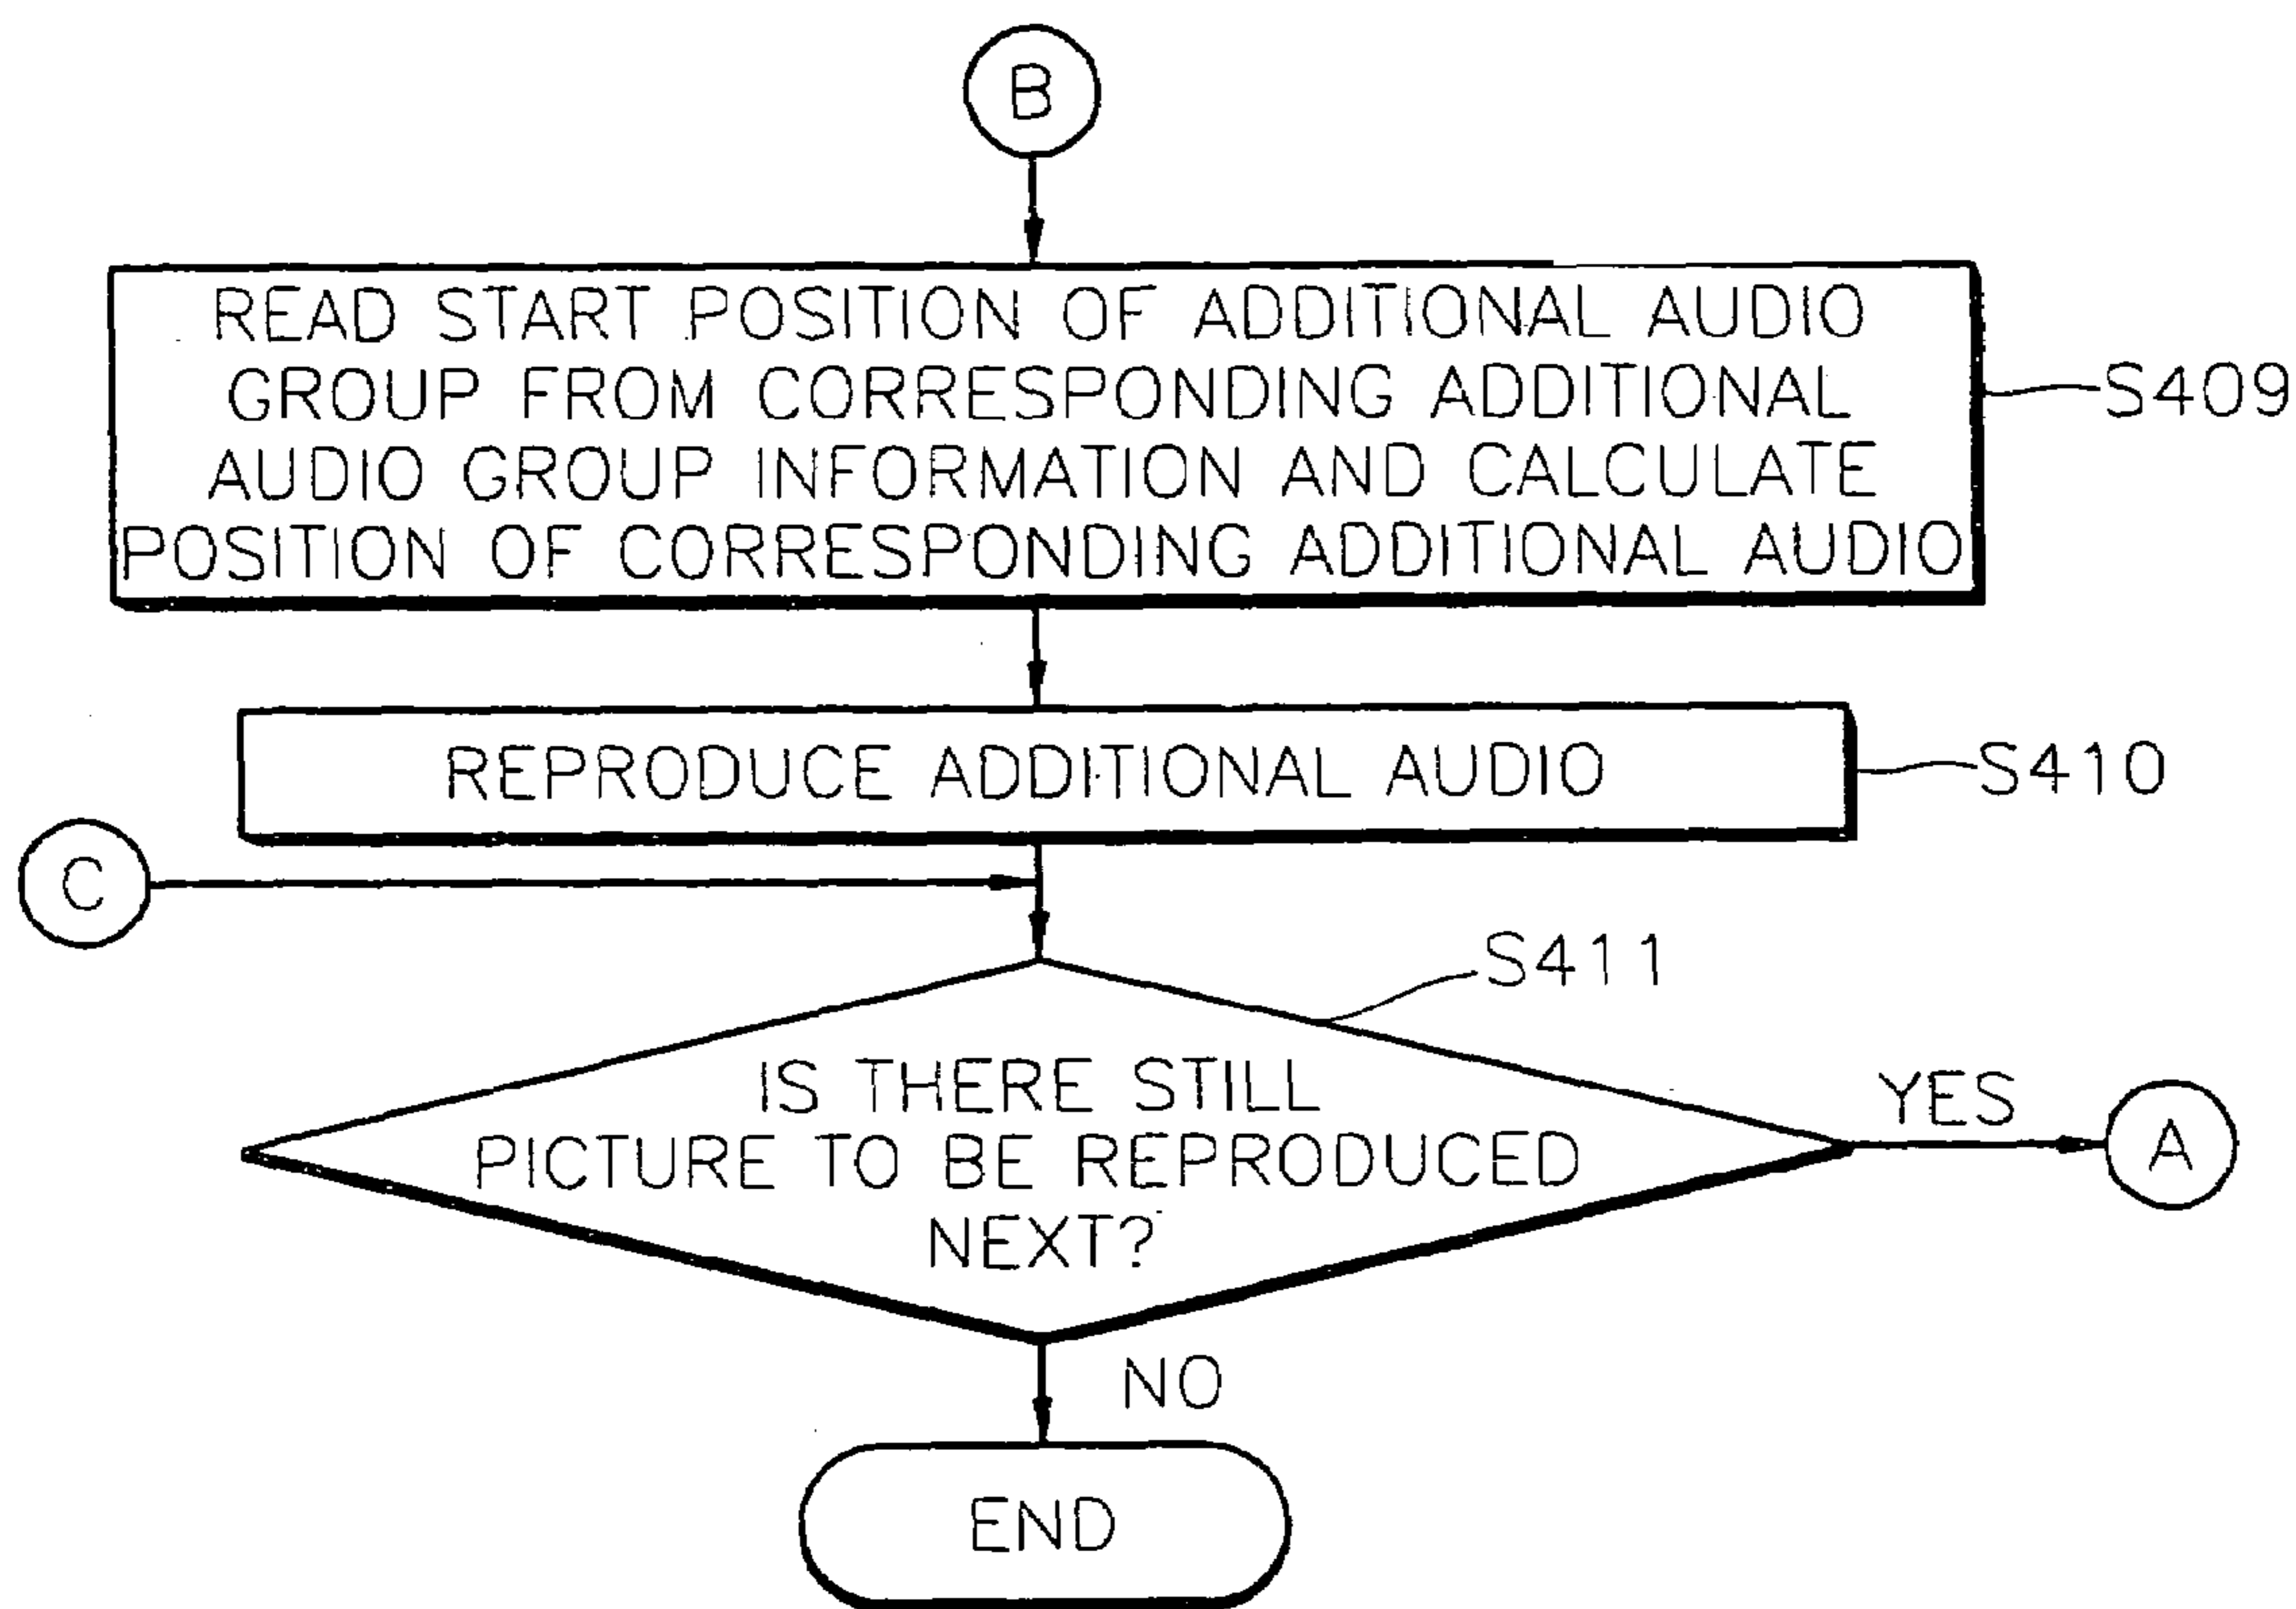 B
READ START POSITION OF ADDITIONAL AUDIO
GROUP FROM CORRESPONDING ADDITIONAL
AUDIO GROUP INFORMATION AND CALCULATE
POSITION OF CORRESPONDING ADDITIONAL AUDIO
S409
REPRODUCE ADDITIONAL AUDIO
S410
C
S411
IS THERE STILL
PICTURE TO BE REPRODUCED
NEXT?
YES
A
NO
END